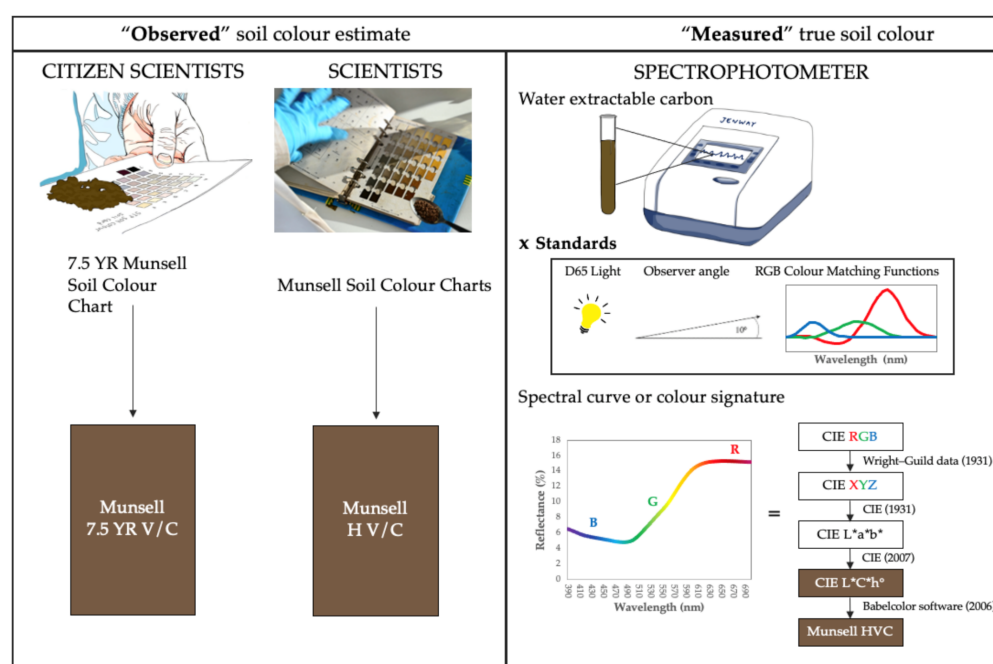 “Observed” soil colour estimate
“Measured” true soil colour
CITIZEN SCIENTISTS
SCIENTISTS
SPECTROPHOTOMETER
Water extractable carbon
JENWAY
7.5 YR Munsell
Soil Colour
Chart
Munsell Soil Colour Charts
x Standards
D65 Light
Observer angle
RGB Colour Matching Functions
10º
Wavelength (nm)
Spectral curve or colour signature
Munsell
7.5 YR V/C
Munsell
H V/C
Reflectance (%)
18
16
14
12
10
8
6
4
2
0
B
G
R
390
410
430
450
470
490
510
530
550
570
590
610
630
650
670
690
Wavelength (nm)
=
CIE RGB
Wright–Guild data (1931)
CIE XYZ
CIE (1931)
CIE L*a*b*
CIE (2007)
CIE L*C*hº
Babelcolor software (2006)
Munsell HVC